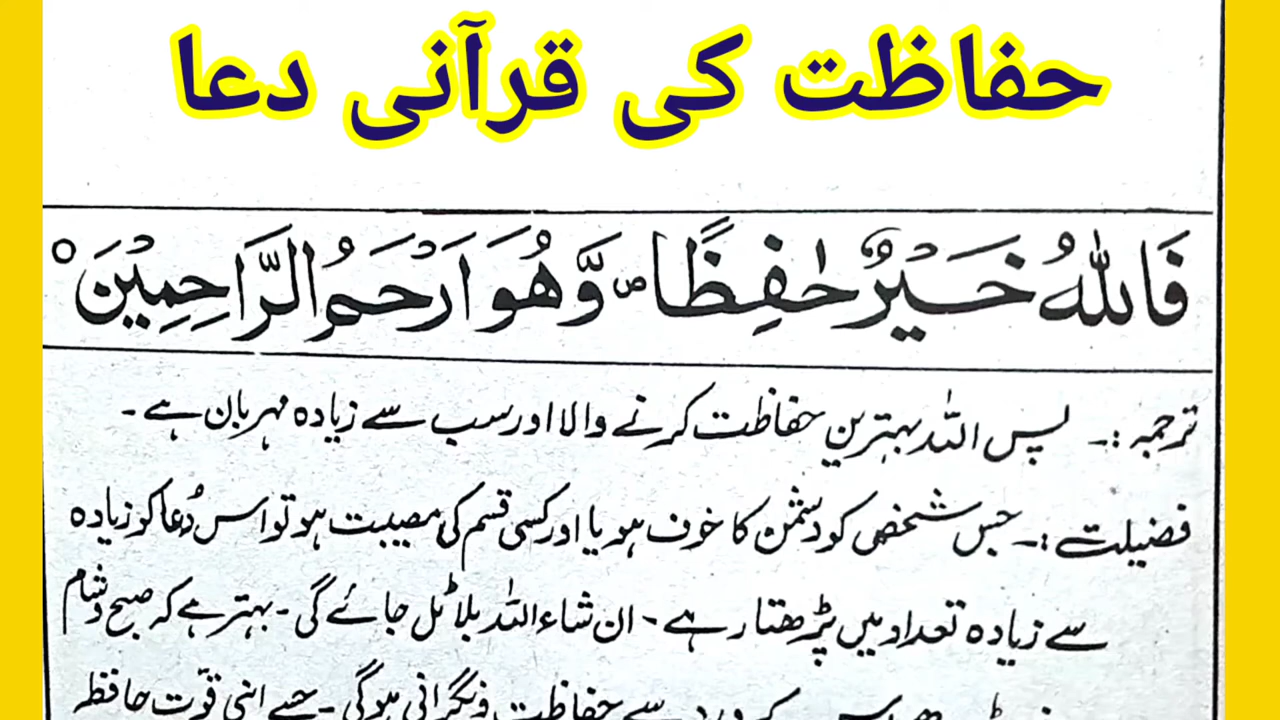 حفاظت کی قرآنی دعا
فَاللّٰهُ خَيْرٌ حٰفِظًا ۖ وَّهُوَ اَرْحَمُ الرَّاحِمِيْنَ ○
ترجمہ :۔ پس اللہ بہترین حفاظت کرنے والا اور سب سے زیادہ مہربان ہے ۔
فضیلت :۔ جس شخص کو دشمن کا خوف ہو یا اور کسی قسم کی مصیبت ہو تو اس دُعا کو زیادہ
سے زیادہ تعداد میں پڑھتا رہے ۔ ان شاء اللہ بلا ٹل جائے گی ۔ بہتر ہے کہ صبح و شام
سے حفاظت و نگرانی ہوگی ۔ جسے اپنی قوّت حافظہ